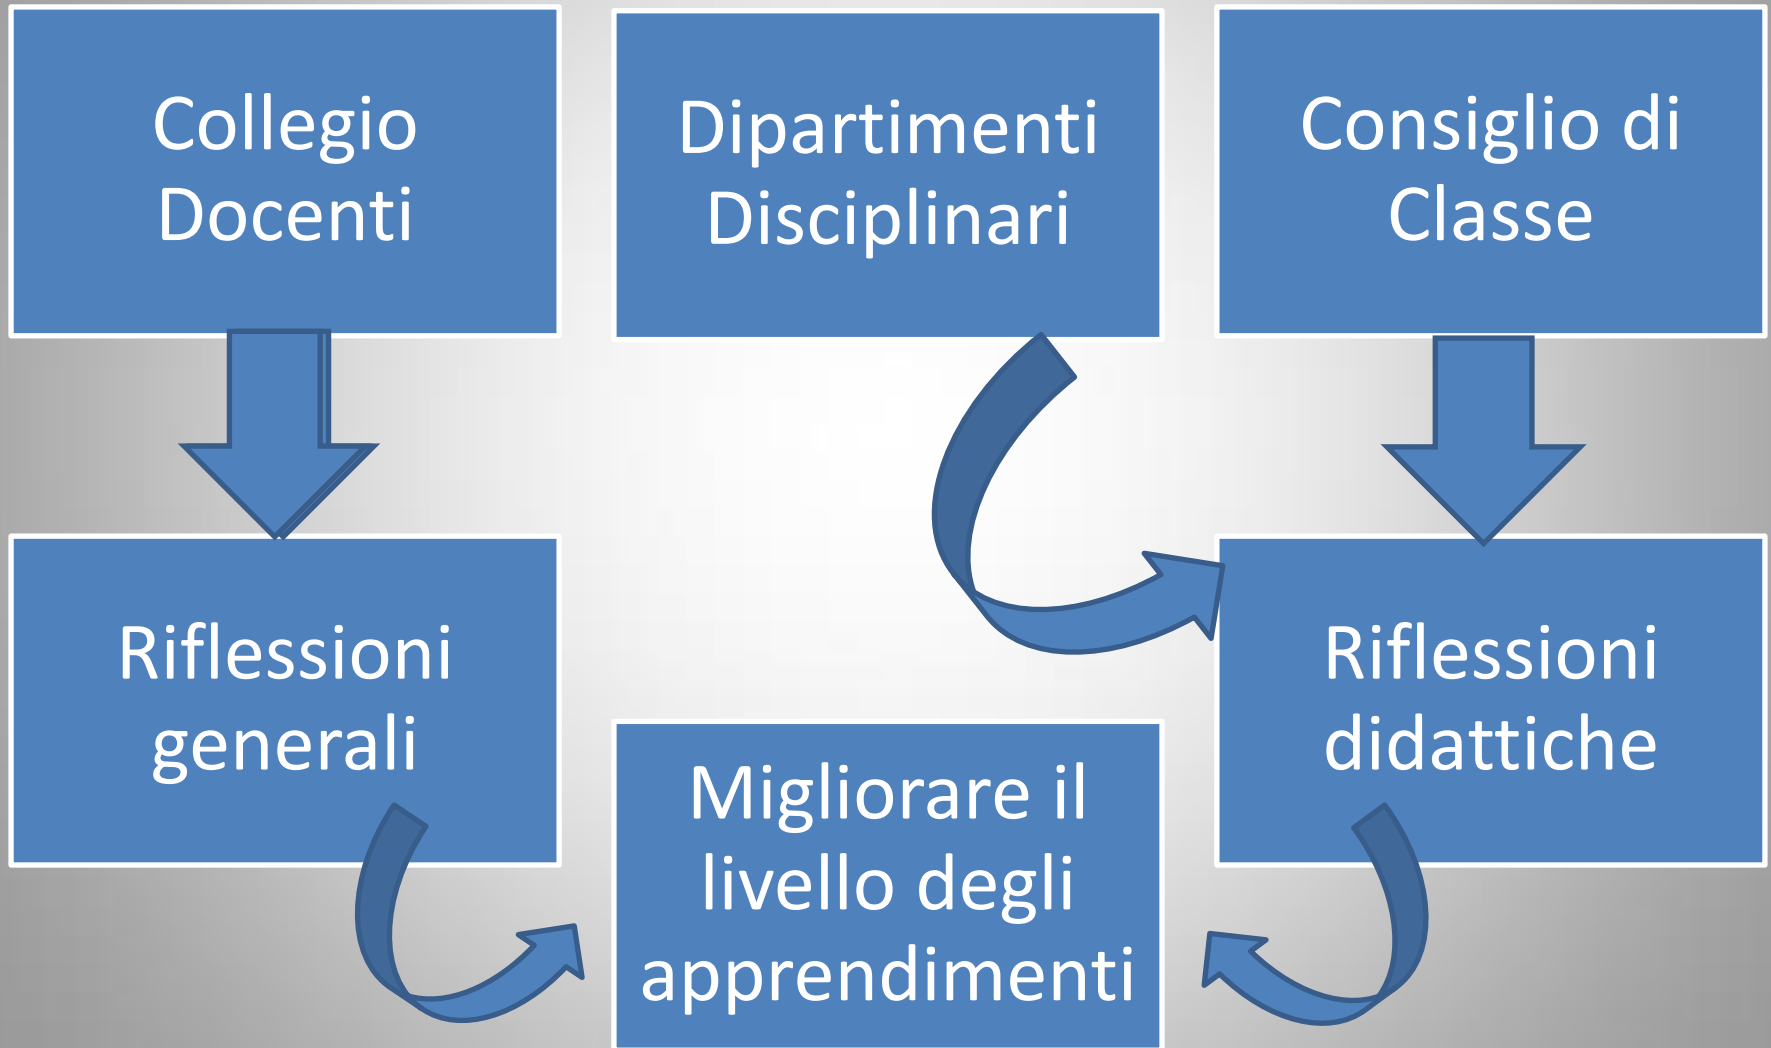 Collegio
Docenti
Dipartimenti
Disciplinari
Consiglio di
Classe
Riflessioni
generali
Migliorare il
livello degli
apprendimenti
Riflessioni
didattiche